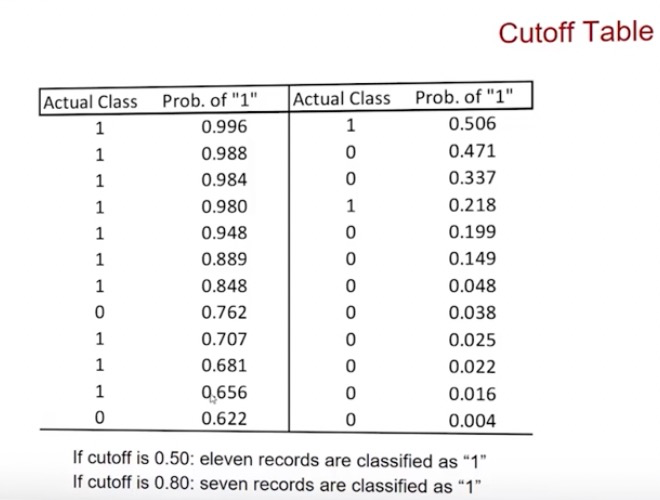 Cutoff Table
Actual Class Prob. of "1" Actual Class Prob. of "1"
1 0.996 1 0.506
1 0.988 0 0.471
1 0.984 0 0.337
1 0.980 1 0.218
1 0.948 0 0.199
1 0.889 0 0.149
1 0.848 0 0.048
0 0.762 0 0.038
1 0.707 0 0.025
1 0.681 0 0.022
1 0.656 0 0.016
0 0.622 0 0.004
If cutoff is 0.50: eleven records are classified as “1”
If cutoff is 0.80: seven records are classified as “1”